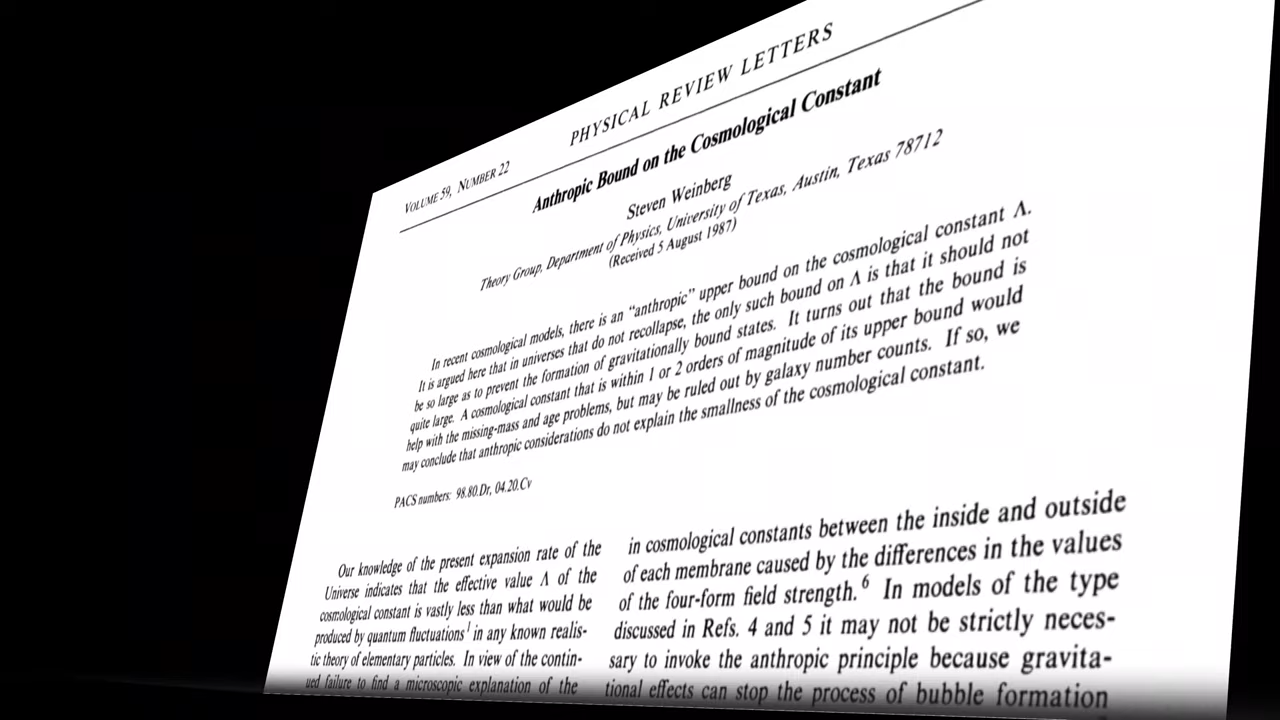 PHYSICAL REVIEW LETTERS
VOLUME 59, NUMBER 22
Anthropic Bound on the Cosmological Constant
Steven Weinberg
Theory Group, Department of Physics, University of Texas, Austin, Texas 78712
(Received 5 August 1987)
In recent cosmological models, there is an “anthropic” upper bound on the cosmological constant Λ.
It is argued here that in universes that do not recollapse, the only such bound on Λ is that it should not
be so large as to prevent the formation of gravitationally bound states. It turns out that the bound is
quite large. A cosmological constant that is within 1 or 2 orders of magnitude of its upper bound would
help with the missing-mass and age problems, but may be ruled out by galaxy number counts. If so, we
may conclude that anthropic considerations do not explain the smallness of the cosmological constant.
PACS numbers: 98.80.Dr, 04.20.Cv
Our knowledge of the present expansion rate of the
Universe indicates that the effective value Λ of the
cosmological constant is vastly less than what would be
produced by quantum fluctuations¹ in any known realis-
tic theory of elementary particles. In view of the contin-
ued failure to find a microscopic explanation of the
in cosmological constants between the inside and outside
of each membrane caused by the differences in the values
of the four-form field strength.⁶ In models of the type
discussed in Refs. 4 and 5 it may not be strictly neces-
sary to invoke the anthropic principle because gravita-
tional effects can stop the process of bubble formation